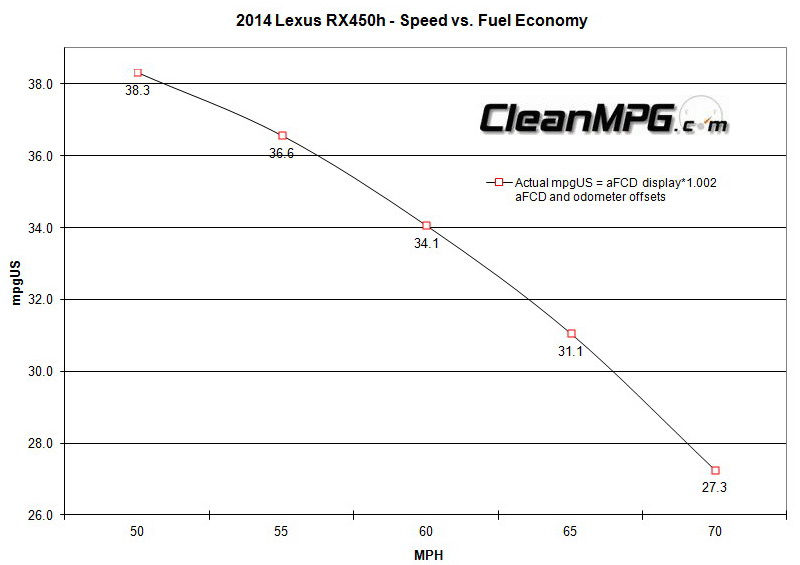 2014 Lexus RX450h - Speed vs. Fuel Economy
38.0
36.0
34.0
32.0
30.0
28.0
26.0
mpgUS
38.3
36.6
34.1
31.1
27.3
CleanMPG.com
Actual mpgUS = aFCD display*1.002
aFCD and odometer offsets
50 55 60 65 70
MPH